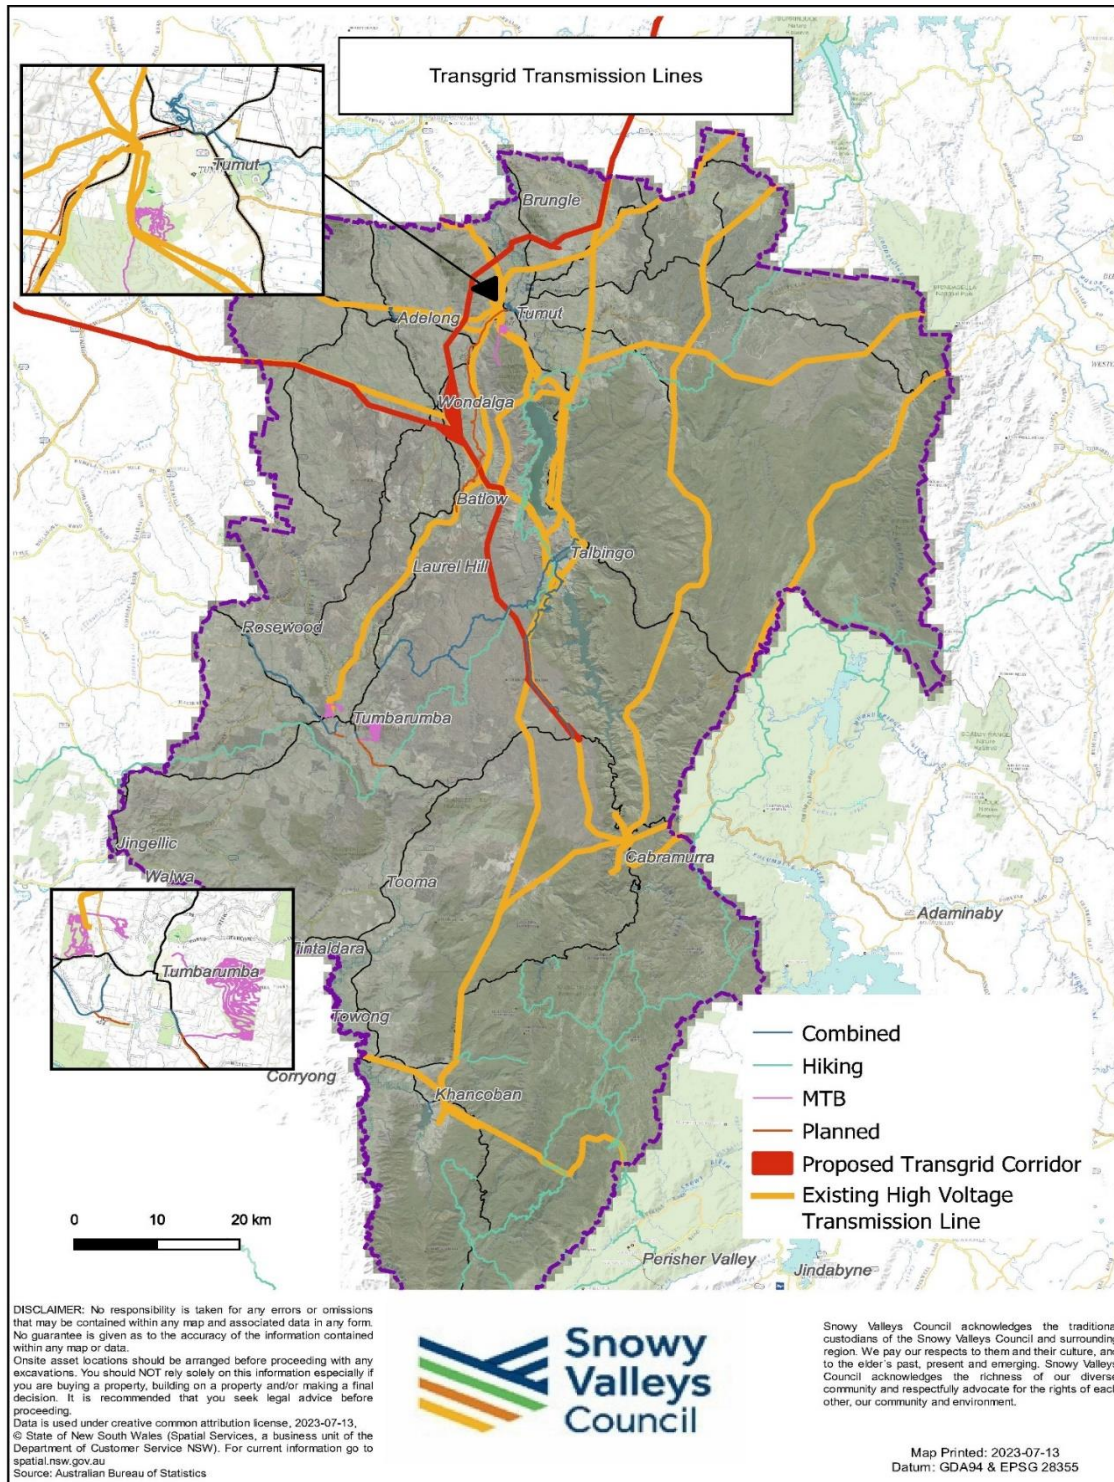 Transgrid Transmission Lines
Tumut
Brungle
Adelong
Tumut
Wondalga
Batlow
Talbingo
Laurel Hill
Rosewood
Tumbarumba
Jingellic
Walwa
Cabramurra
Tooma
Adaminaby
Tumbarumba
Tintaldara
Towong
Corryong
Khancoban
Perisher Valley
Jindabyne
Combined
Hiking
MTB
Planned
Proposed Transgrid Corridor
Existing High Voltage
Transmission Line
0 10 20 km
DISCLAIMER: No responsibility is taken for any errors or omissions
that may be contained within any map and associated data in any form.
No guarantee is given as to the accuracy of the information contained
within any map or data.
Onsite asset locations should be arranged before proceeding with any
excavations. You should NOT rely solely on this information especially if
you are buying a property, building on a property and/or making a final
decision. It is recommended that you seek legal advice before
proceeding.
Data is used under creative common attribution license, 2023-07-13,
© State of New South Wales (Spatial Services, a business unit of the
Department of Customer Service NSW). For current information go to
spatial.nsw.gov.au
Source: Australian Bureau of Statistics
Snowy
Valleys
Council
Snowy Valleys Council acknowledges the traditional
custodians of the Snowy Valleys Council and surrounding
region. We pay our respects to them and their culture, and
to the elder's past, present and emerging. Snowy Valleys
Council acknowledges the richness of our diverse
community and respectfully advocate for the rights of each
other, our community and environment.
Map Printed: 2023-07-13
Datum: GDA94 & EPSG 28355